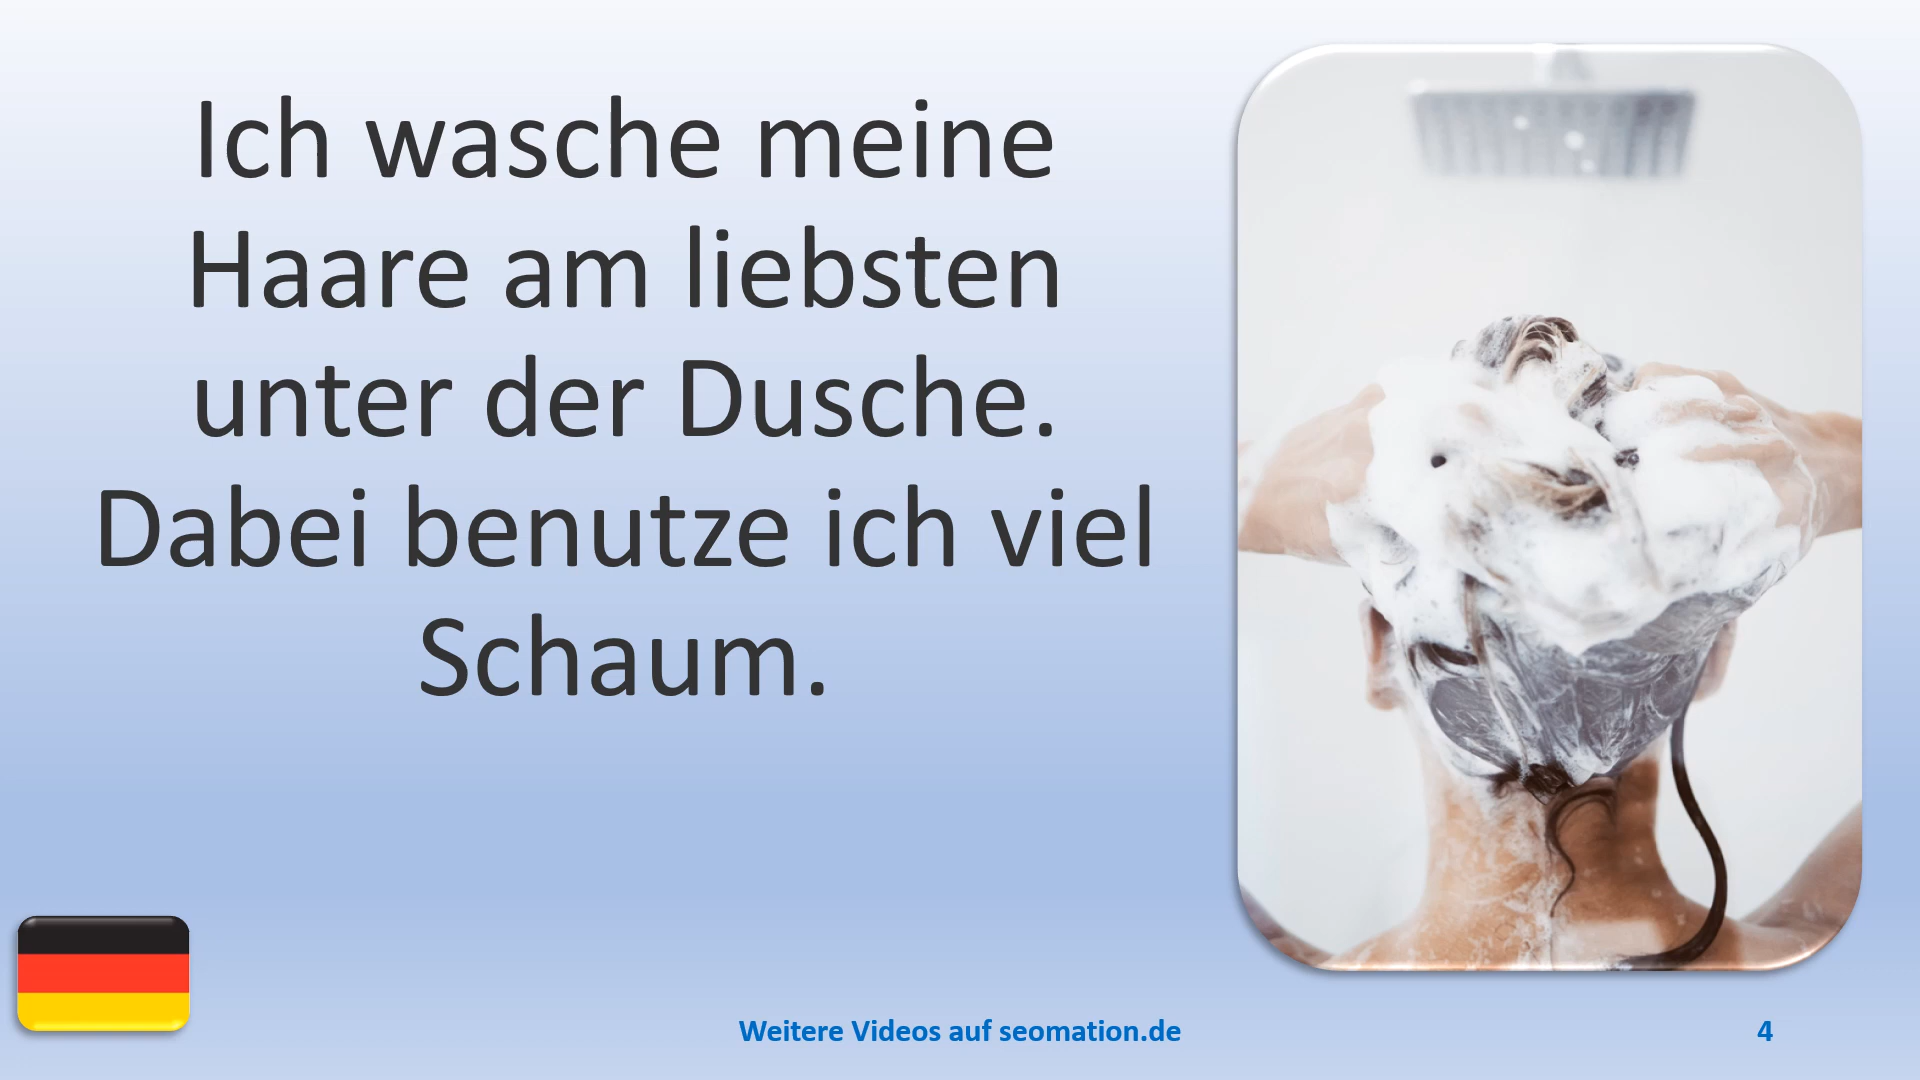 Ich wasche meine
Haare am liebsten
unter der Dusche.
Dabei benutze ich viel
Schaum.
Weitere Videos auf seomation.de
4